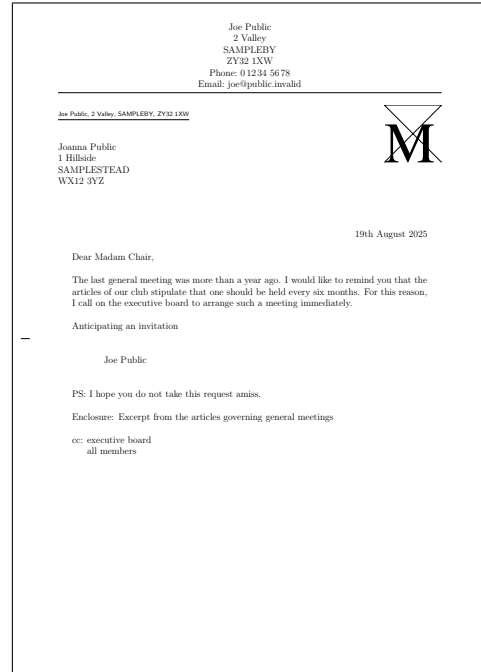 Joe Public
2 Valley
SAMPLEBY
ZY32 1XW
Phone: 0 12 34 56 78
Email: joe@public.invalid
Joe Public, 2 Valley, SAMPLEBY, ZY32 1XW
M
Joanna Public
1 Hillside
SAMPLESTEAD
WX12 3YZ
19th August 2025
Dear Madam Chair,
The last general meeting was more than a year ago. I would like to remind you that the
articles of our club stipulate that one should be held every six months. For this reason,
I call on the executive board to arrange such a meeting immediately.
Anticipating an invitation
Joe Public
PS: I hope you do not take this request amiss.
Enclosure: Excerpt from the articles governing general meetings
cc: executive board
all members